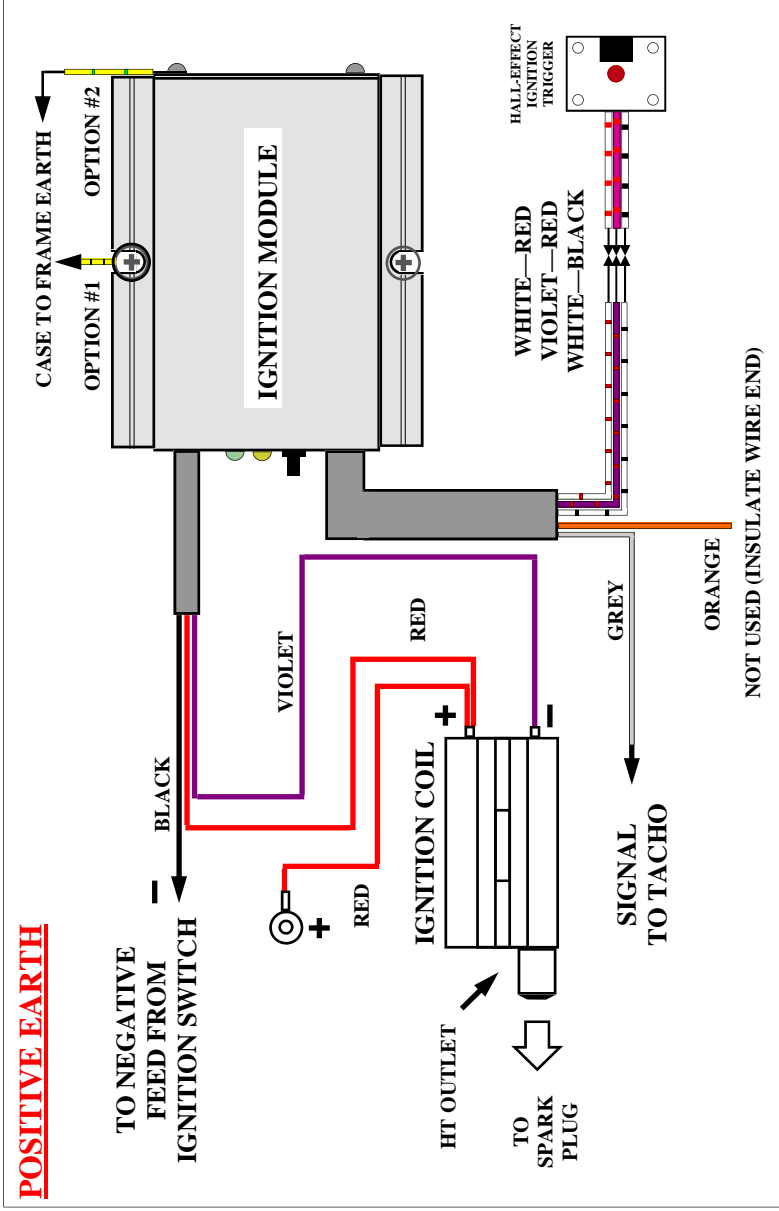 POSITIVE EARTH
TO NEGATIVE
FEED FROM
IGNITION SWITCH
−
BLACK
CASE TO FRAME EARTH
OPTION #1
OPTION #2
IGNITION MODULE
VIOLET
RED
RED
+
+
−
IGNITION COIL
HT OUTLET
TO
SPARK
PLUG
SIGNAL
TO TACHO
GREY
ORANGE
NOT USED (INSULATE WIRE END)
WHITE—RED
VIOLET—RED
WHITE—BLACK
HALL-EFFECT
IGNITION
TRIGGER